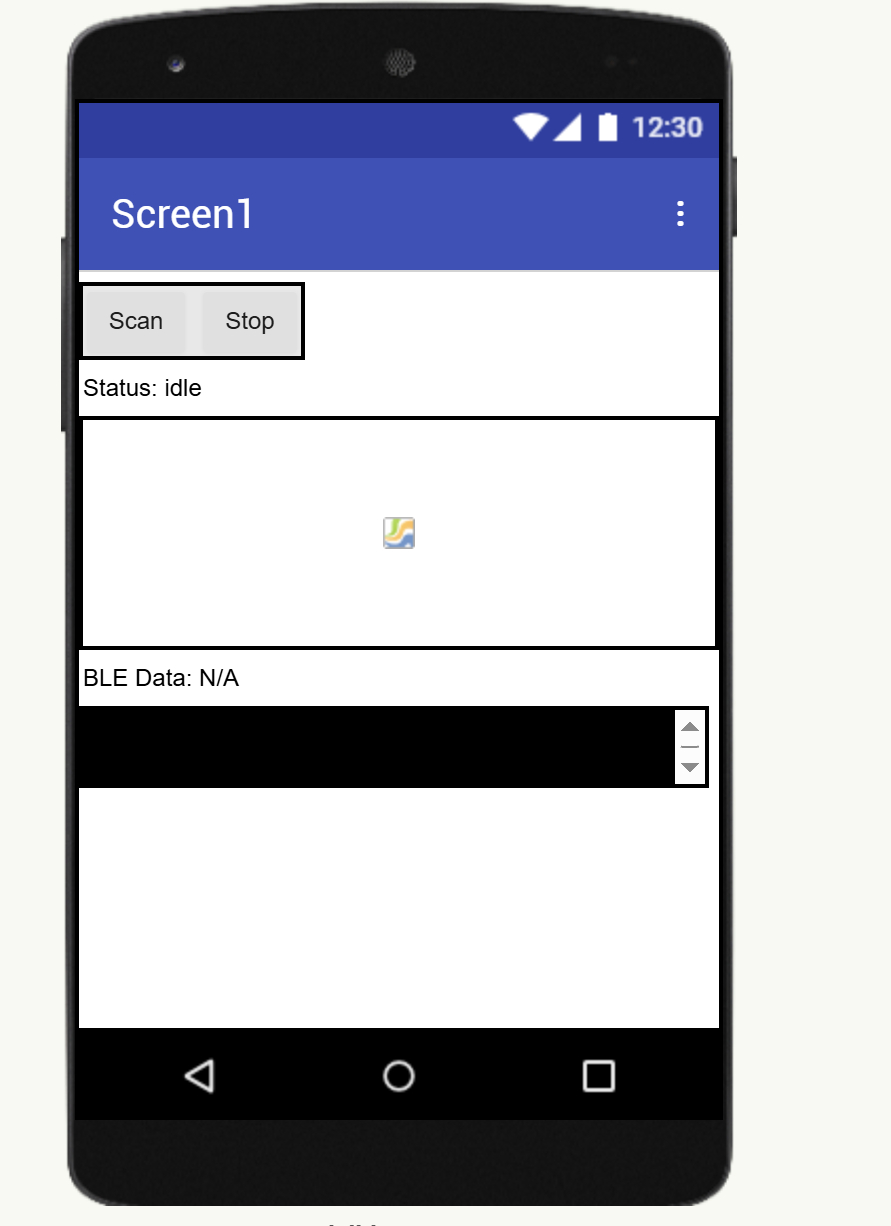 12:30
Screen1
Scan Stop
Status: idle
BLE Data: N/A